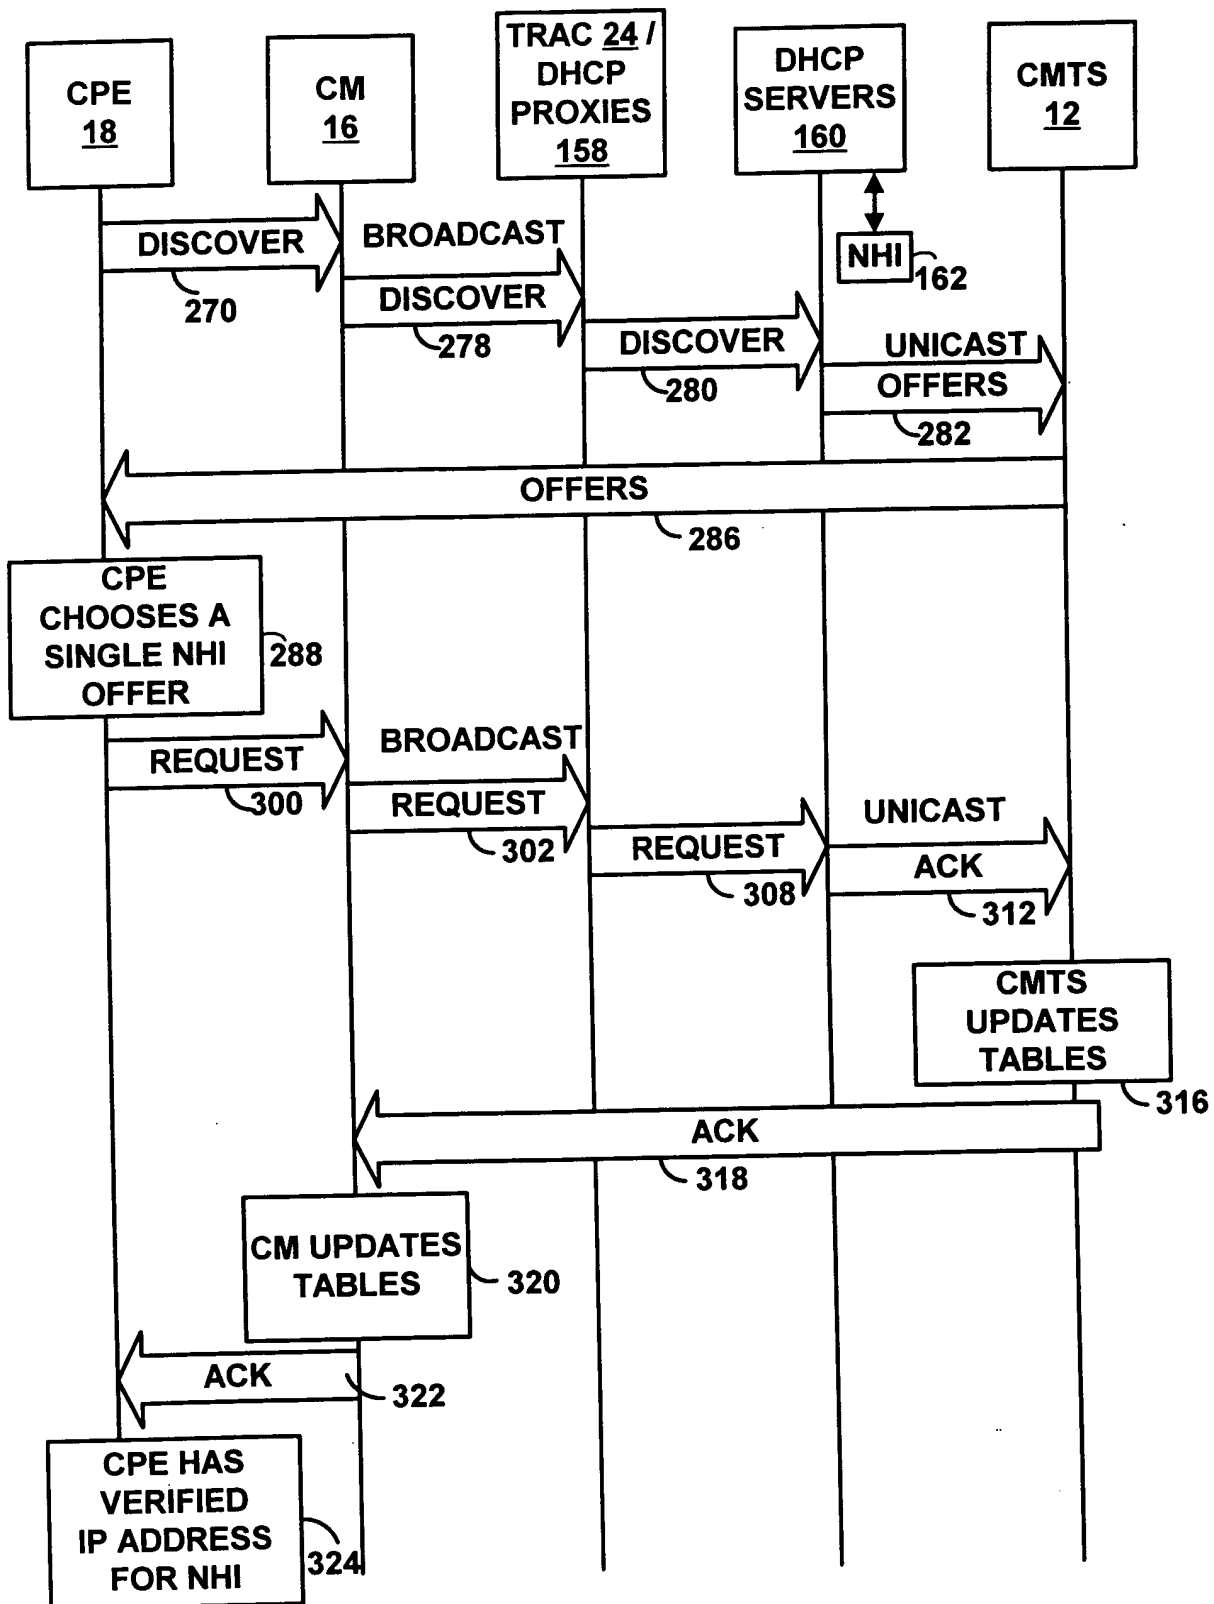 CPE
18
CM
16
TRAC 24 /
DHCP
PROXIES
158
DHCP
SERVERS
160
CMTS
12
DISCOVER
270
BROADCAST
DISCOVER
278
NHI
162
DISCOVER
280
UNICAST
OFFERS
282
OFFERS
286
CPE
CHOOSES A
SINGLE NHI
OFFER
288
REQUEST
300
BROADCAST
REQUEST
302
REQUEST
308
UNICAST
ACK
312
CMTS
UPDATES
TABLES
316
ACK
318
CM UPDATES
TABLES
320
ACK
322
CPE HAS
VERIFIED
IP ADDRESS
FOR NHI
324